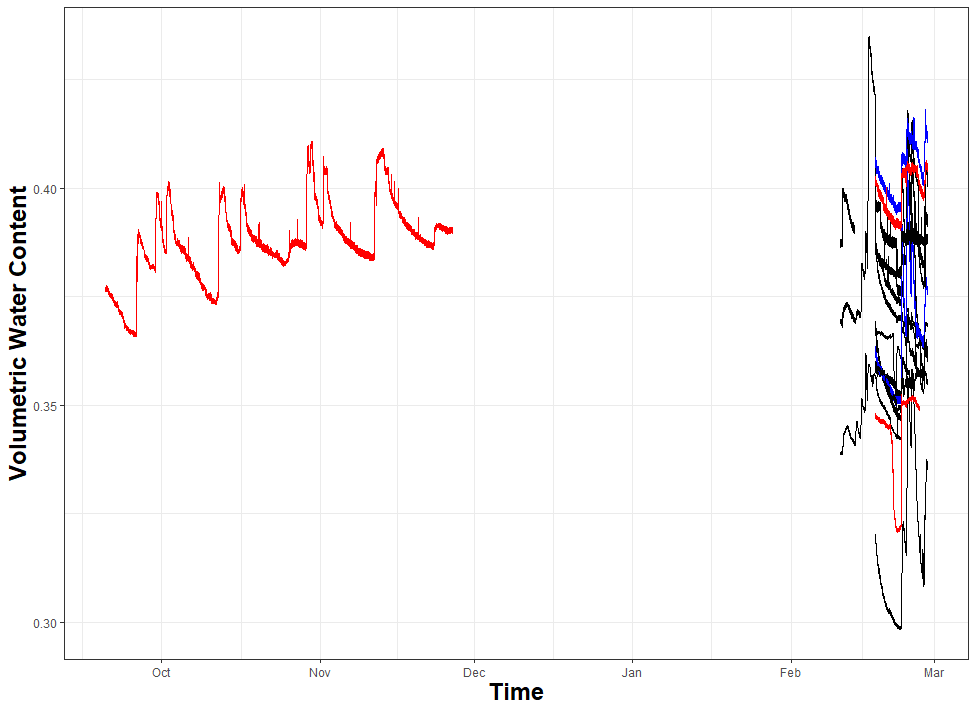 Volumetric Water Content
0.40
0.35
0.30
Oct Nov Dec Jan Feb Mar
Time